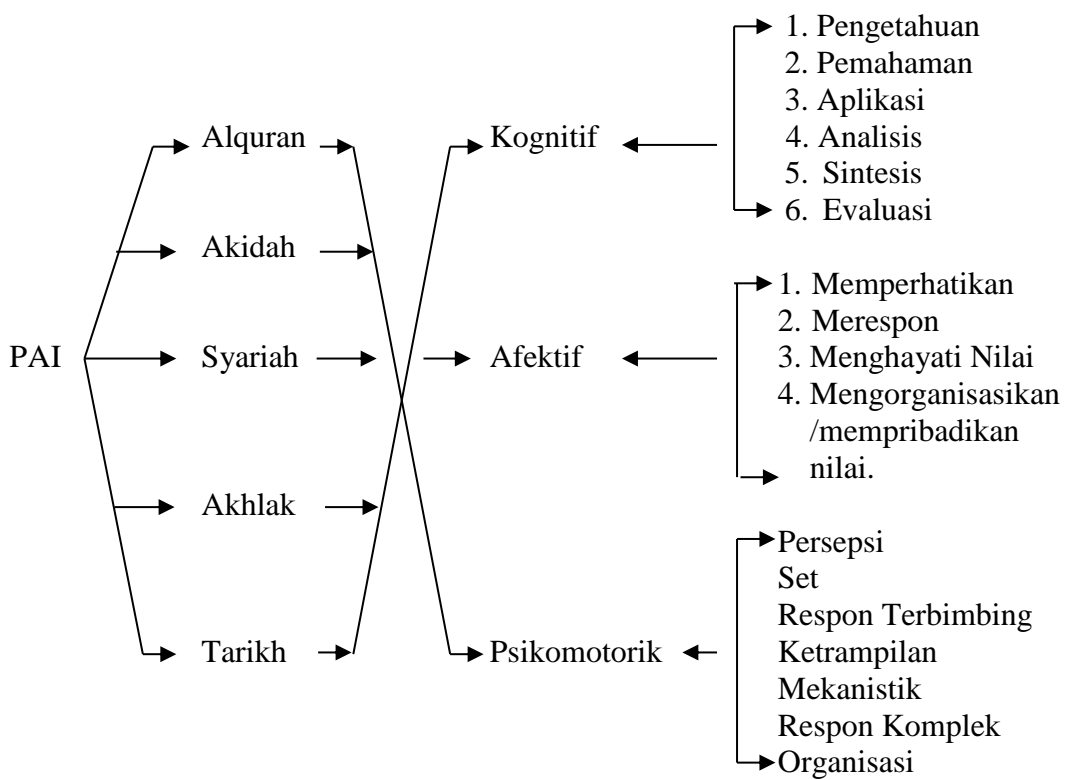 PAI
Alquran
Akidah
Syariah
Akhlak
Tarikh
Kognitif
Afektif
Psikomotorik
1. Pengetahuan
2. Pemahaman
3. Aplikasi
4. Analisis
5. Sintesis
6. Evaluasi
1. Memperhatikan
2. Merespon
3. Menghayati Nilai
4. Mengorganisasikan
/mempribadikan
nilai.
Persepsi
Set
Respon Terbimbing
Ketrampilan
Mekanistik
Respon Komplek
Organisasi